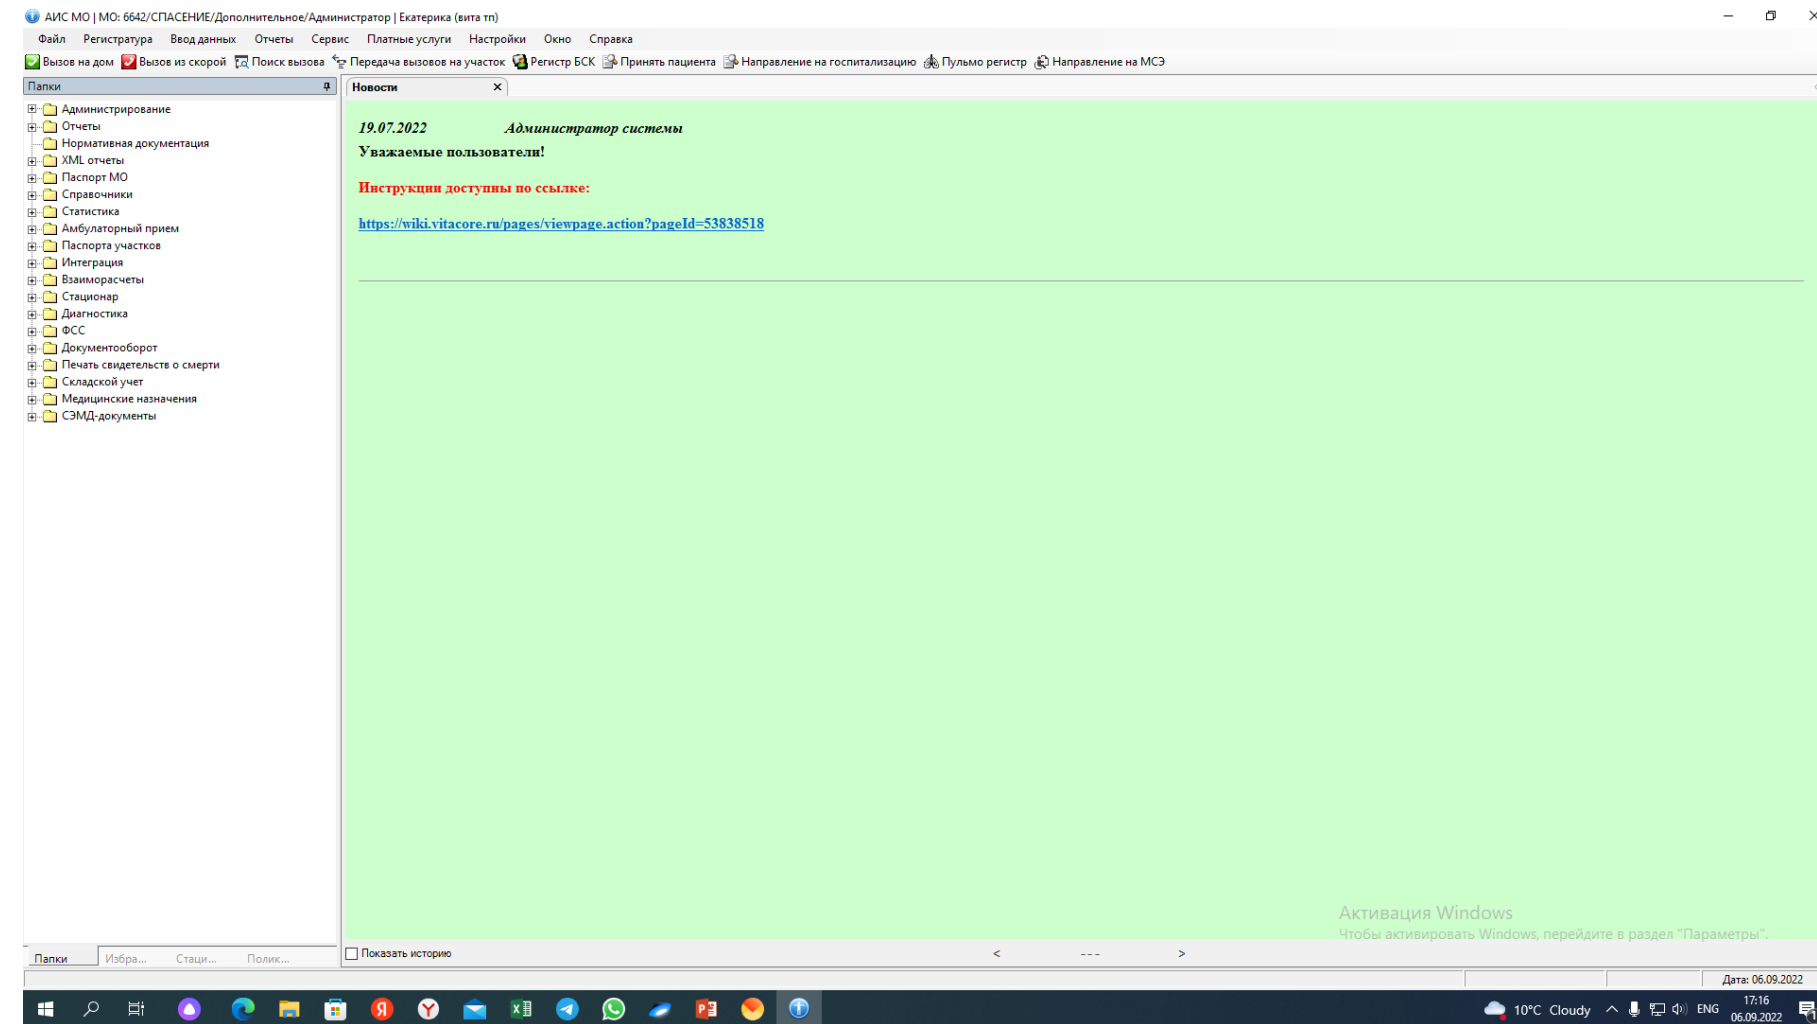 АИС МО | МО: 6642/СПАСЕНИЕ/Дополнительное/Администратор | Екатерика (вита тп)
Файл Регистратура Ввод данных Отчеты Сервис Платные услуги Настройки Окно Справка
Вызов на дом Вызов из скорой Поиск вызова Передача вызовов на участок Регистр БСК Принять пациента Направление на госпитализацию Пульмо регистр Направление на МСЭ
Папки
Новости
Администрирование
Отчеты
Нормативная документация
XML отчеты
Паспорт МО
Справочники
Статистика
Амбулаторный прием
Паспорта участков
Интеграция
Взаиморасчеты
Стационар
Диагностика
ФСС
Документооборот
Печать свидетельств о смерти
Складской учет
Медицинские назначения
СЭМД-документы
19.07.2022 Администратор системы
Уважаемые пользователи!
Инструкции доступны по ссылке:
https://wiki.vitacore.ru/pages/viewpage.action?pageId=53838518
Активация Windows
Чтобы активировать Windows, перейдите в раздел "Параметры".
Показать историю < --- >
Папки Избра... Стаци... Полик...
Дата: 06.09.2022
10°C Cloudy ENG 17:16
06.09.2022